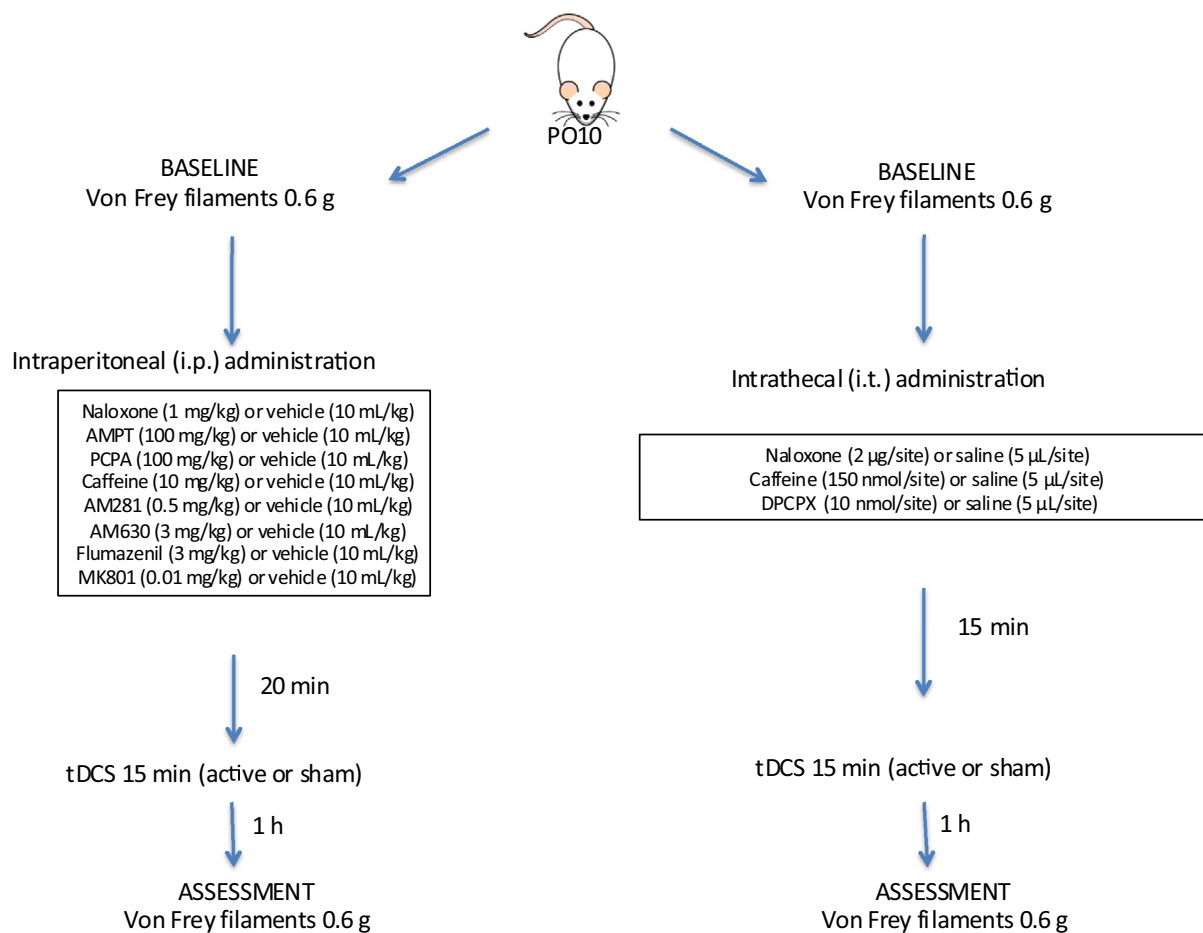 PO10
BASELINE
Von Frey filaments 0.6 g
Intraperitoneal (i.p.) administration
Naloxone (1 mg/kg) or vehicle (10 mL/kg)
AMPT (100 mg/kg) or vehicle (10 mL/kg)
PCPA (100 mg/kg) or vehicle (10 mL/kg)
Caffeine (10 mg/kg) or vehicle (10 mL/kg)
AM281 (0.5 mg/kg) or vehicle (10 mL/kg)
AM630 (3 mg/kg) or vehicle (10 mL/kg)
Flumazenil (3 mg/kg) or vehicle (10 mL/kg)
MK801 (0.01 mg/kg) or vehicle (10 mL/kg)
20 min
tDCS 15 min (active or sham)
1 h
ASSESSMENT
Von Frey filaments 0.6 g
BASELINE
Von Frey filaments 0.6 g
Intrathecal (i.t.) administration
Naloxone (2 μg/site) or saline (5 μL/site)
Caffeine (150 nmol/site) or saline (5 μL/site)
DPCPX (10 nmol/site) or saline (5 μL/site)
15 min
tDCS 15 min (active or sham)
1 h
ASSESSMENT
Von Frey filaments 0.6 g